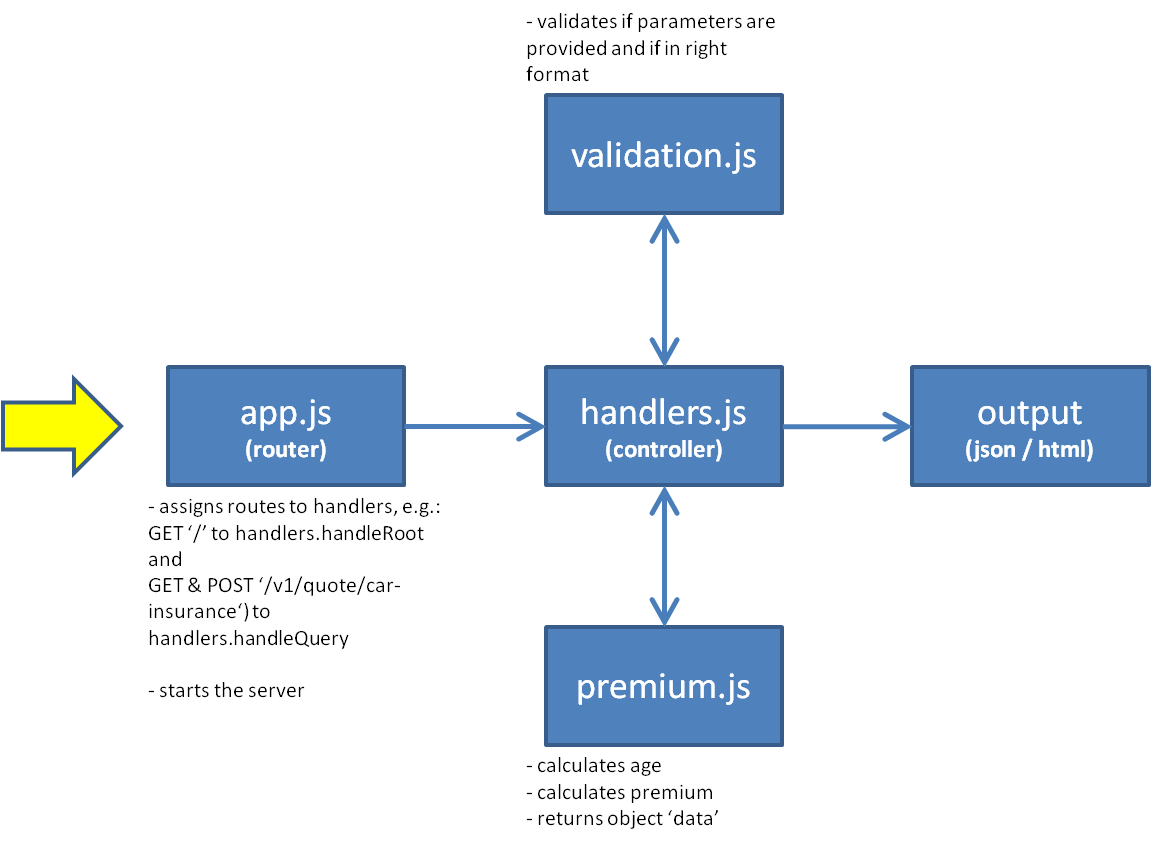 - validates if parameters are
provided and if in right
format
validation.js
app.js
(router)
handlers.js
(controller)
output
(json / html)
- assigns routes to handlers, e.g.:
GET ‘/’ to handlers.handleRoot
and
GET & POST ‘/v1/quote/car-
insurance‘) to
handlers.handleQuery
- starts the server
premium.js
- calculates age
- calculates premium
- returns object ‘data’